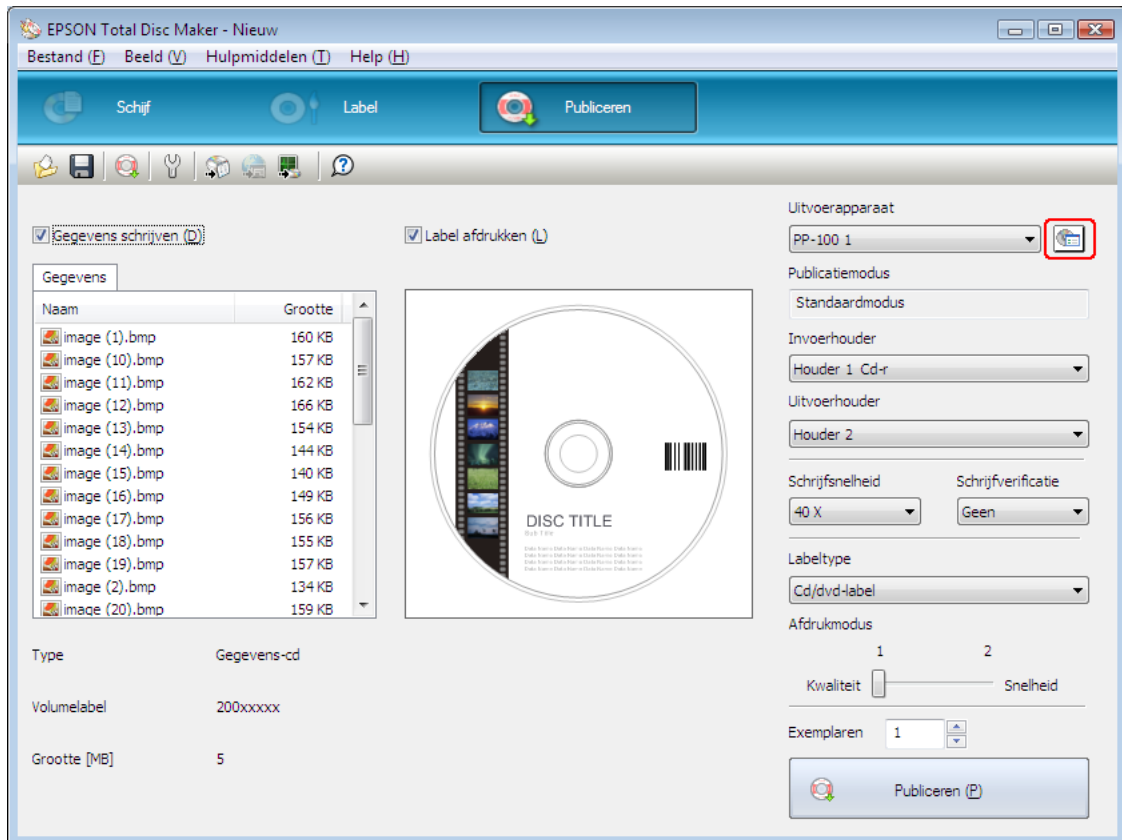 EPSON Total Disc Maker - Nieuw
Bestand (F) Beeld (V) Hulpmiddelen (T) Help (H)
Schijf Label Publiceren
Gegevens schrijven (D)
Label afdrukken (L)
Gegevens
Naam Grootte
image (1).bmp 160 KB
image (10).bmp 157 KB
image (11).bmp 162 KB
image (12).bmp 166 KB
image (13).bmp 154 KB
image (14).bmp 144 KB
image (15).bmp 140 KB
image (16).bmp 149 KB
image (17).bmp 156 KB
image (18).bmp 155 KB
image (19).bmp 157 KB
image (2).bmp 134 KB
image (20).bmp 159 KB
DISC TITLE
Sub Title
Type Gegevens-cd
Volumelabel 200xxxxx
Grootte [MB] 5
Uitvoerapparaat
PP-100 1
Publicatiemodus
Standaardmodus
Invoerhouder
Houder 1 Cd-r
Uitvoerhouder
Houder 2
Schrijfsnelheid Schrijfverificatie
40 X Geen
Labeltype
Cd/dvd-label
Afdrukmodus
1 2
Kwaliteit Snelheid
Exemplaren 1
Publiceren (P)